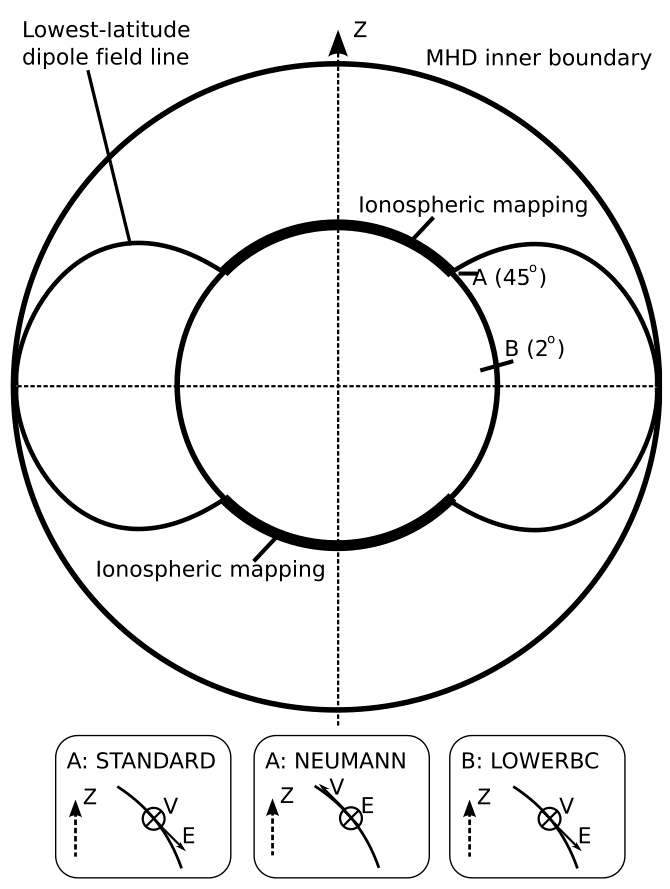 Lowest-latitude
dipole field line
Z
MHD inner boundary
Ionospheric mapping
A (45°)
B (2°)
Ionospheric mapping
A: STANDARD
Z
V
E
A: NEUMANN
Z
V
E
B: LOWERBC
Z
V
E